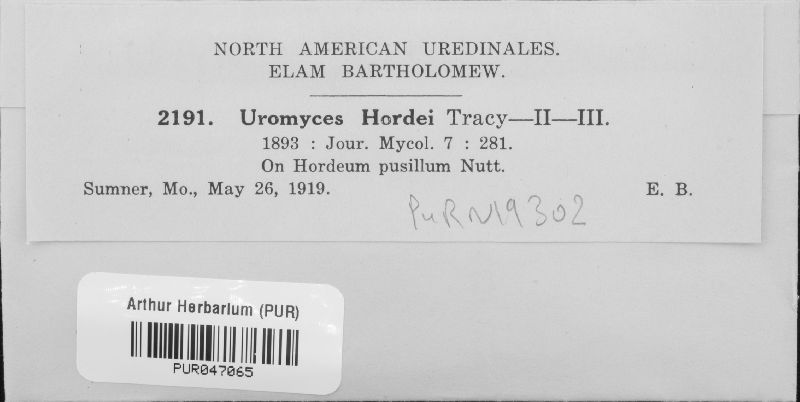 NORTH AMERICAN UREDINALES.
ELAM BARTHOLOMEW.
2191. Uromyces Hordei Tracy—II—III.
1893 : Jour. Mycol. 7 : 281.
On Hordeum pusillum Nutt.
Sumner, Mo., May 26, 1919. E. B.
PURN19302
Arthur Herbarium (PUR)
PUR047065